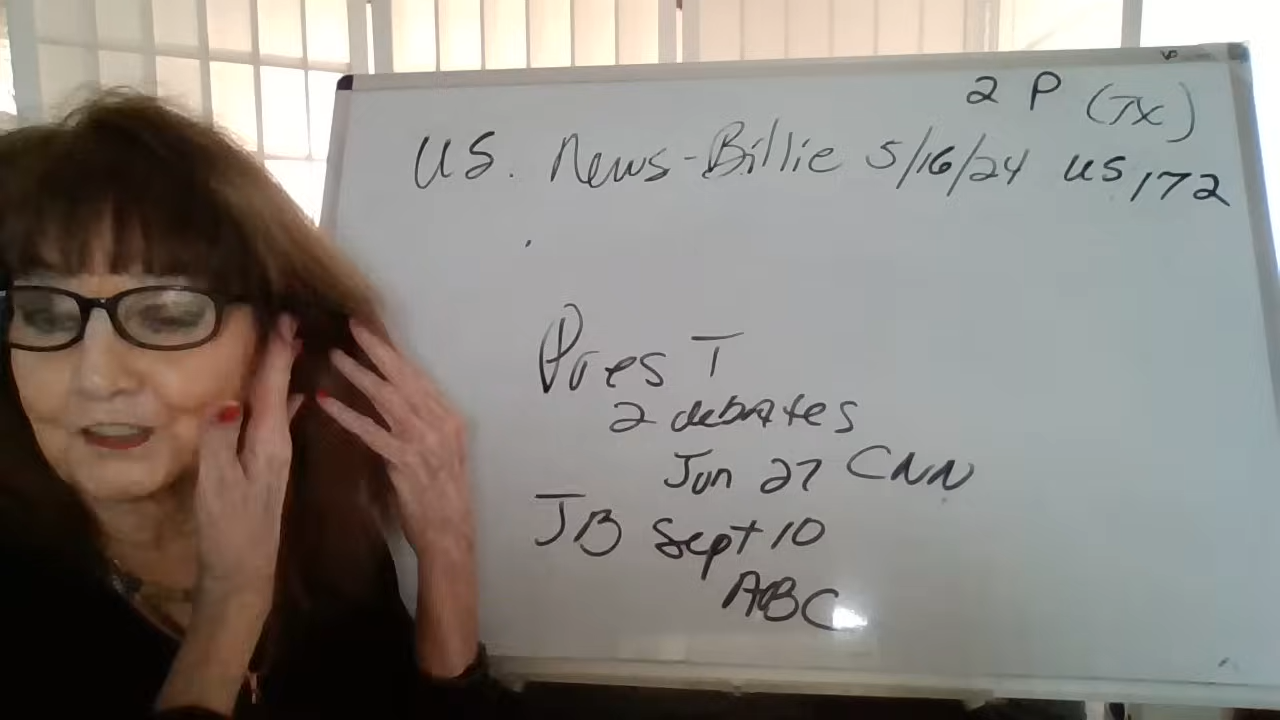 2 P (TX)
US. News-Billie 5/16/24 US 172
Pres T
2 debates
Jun 27 CNN
JB Sept 10
ABC